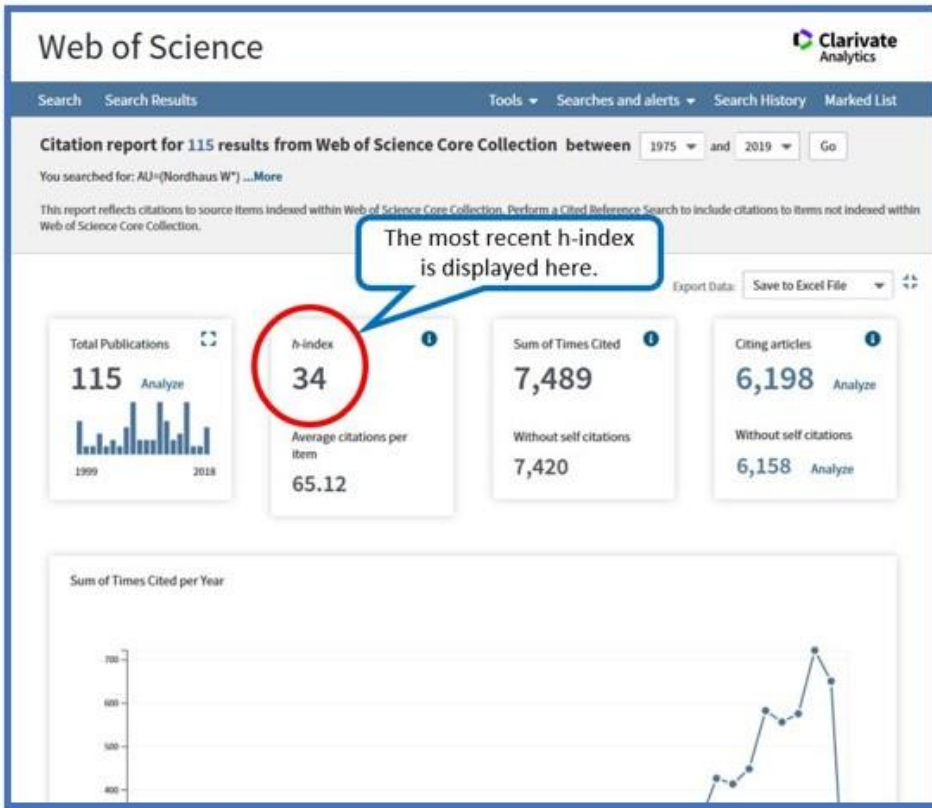 Web of Science
Clarivate
Analytics
Search Search Results Tools Searches and alerts Search History Marked List
Citation report for 115 results from Web of Science Core Collection between 1975 and 2019 Go
You searched for: AU=(Nordhaus W*) ...More
This report reflects citations to source items indexed within Web of Science Core Collection. Perform a Cited Reference Search to include citations to items not indexed within
Web of Science Core Collection.
The most recent h-index
is displayed here.
Export Data: Save to Excel File
Total Publications
115 Analyze
1999 2018
h-index
34
Average citations per
item
65.12
Sum of Times Cited
7,489
Without self citations
7,420
Citing articles
6,198 Analyze
Without self citations
6,158 Analyze
Sum of Times Cited per Year
700
600
500
400